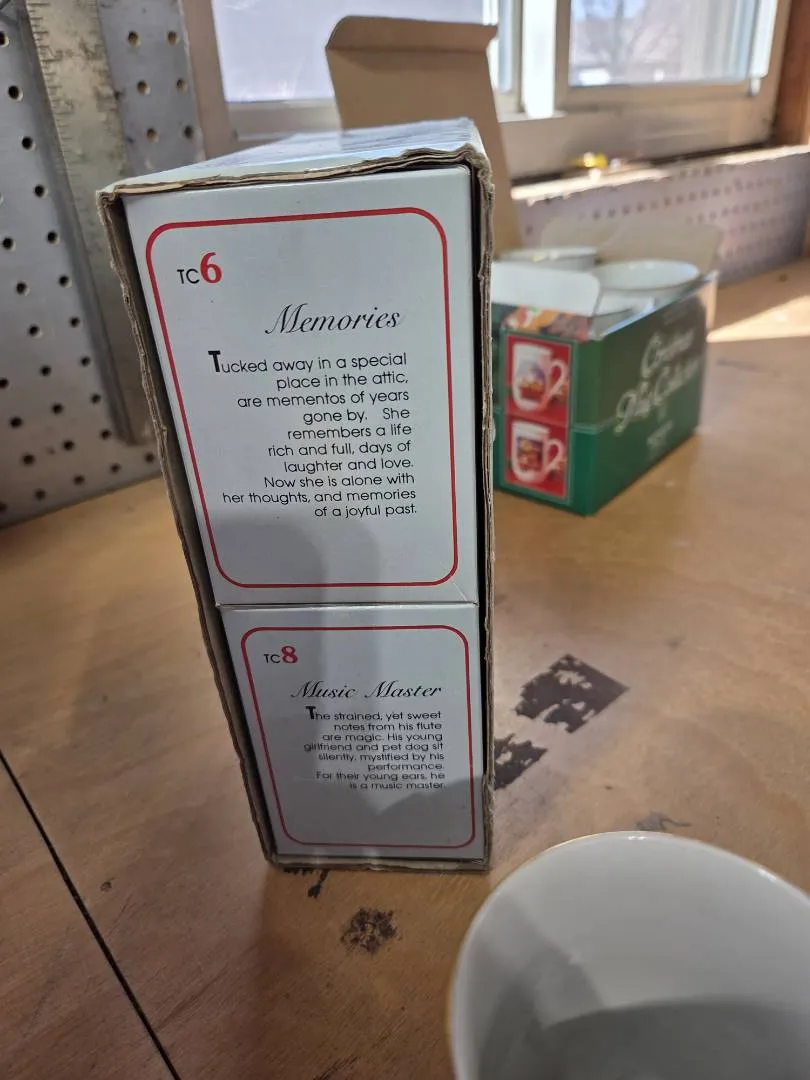 TC6
Memories
Tucked away in a special
place in the attic,
are mementos of years
gone by. She
remembers a life
rich and full, days of
laughter and love.
Now she is alone with
her thoughts, and memories
of a joyful past.
TC8
Music Master
The strained, yet sweet
notes from his flute
are magic. His young
girlfriend and pet dog sit
silently, mystified by his
performance.
For their young ears, he
is a music master.